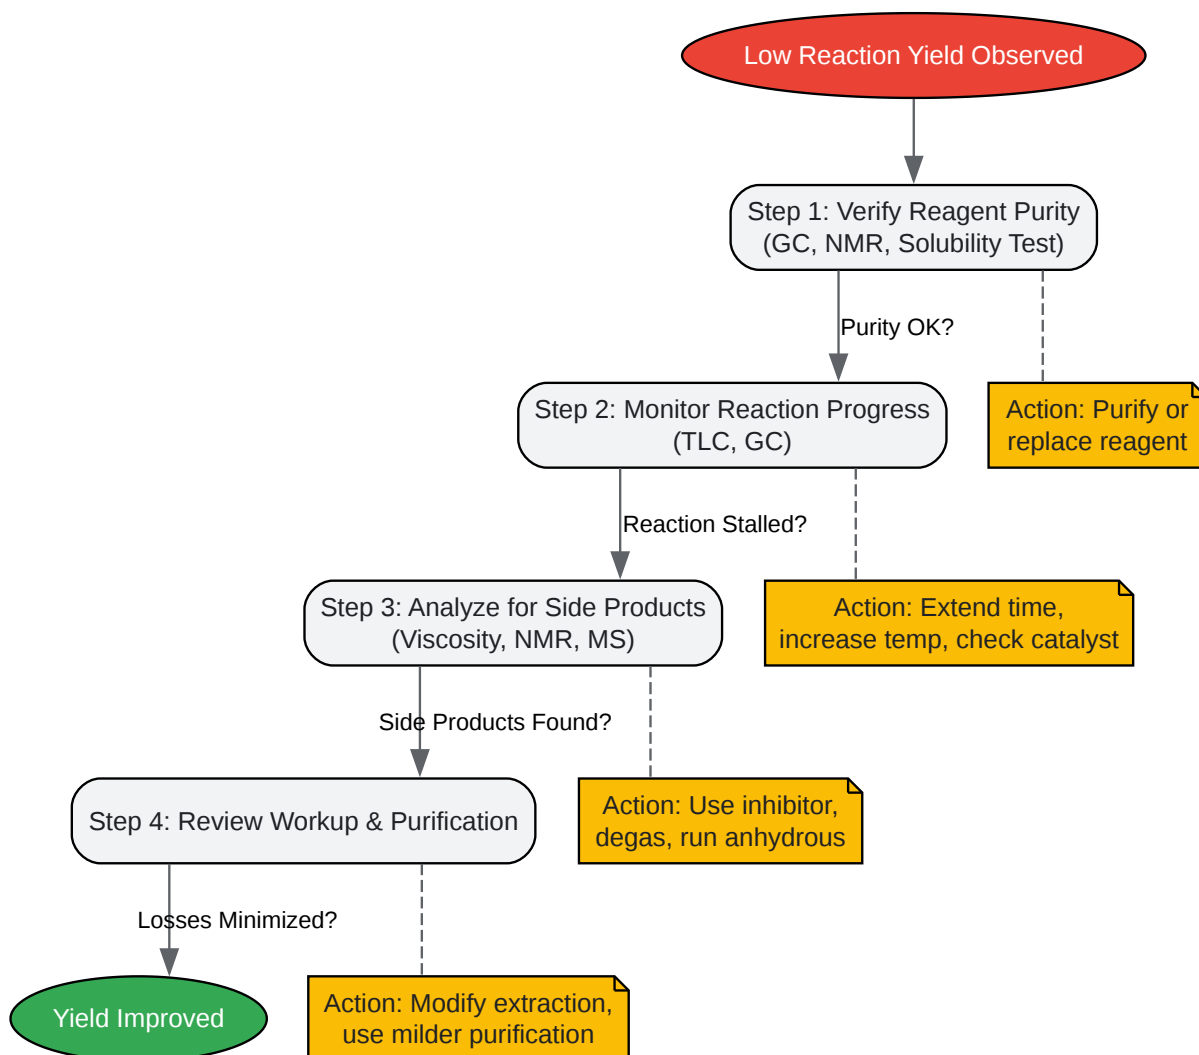 Low Reaction Yield Observed
Step 1: Verify Reagent Purity
(GC, NMR, Solubility Test)
Purity OK?
Step 2: Monitor Reaction Progress
(TLC, GC)
Action: Purify or
replace reagent
Reaction Stalled?
Step 3: Analyze for Side Products
(Viscosity, NMR, MS)
Action: Extend time,
increase temp, check catalyst
Side Products Found?
Step 4: Review Workup & Purification
Action: Use inhibitor,
degas, run anhydrous
Losses Minimized?
Yield Improved
Action: Modify extraction,
use milder purification